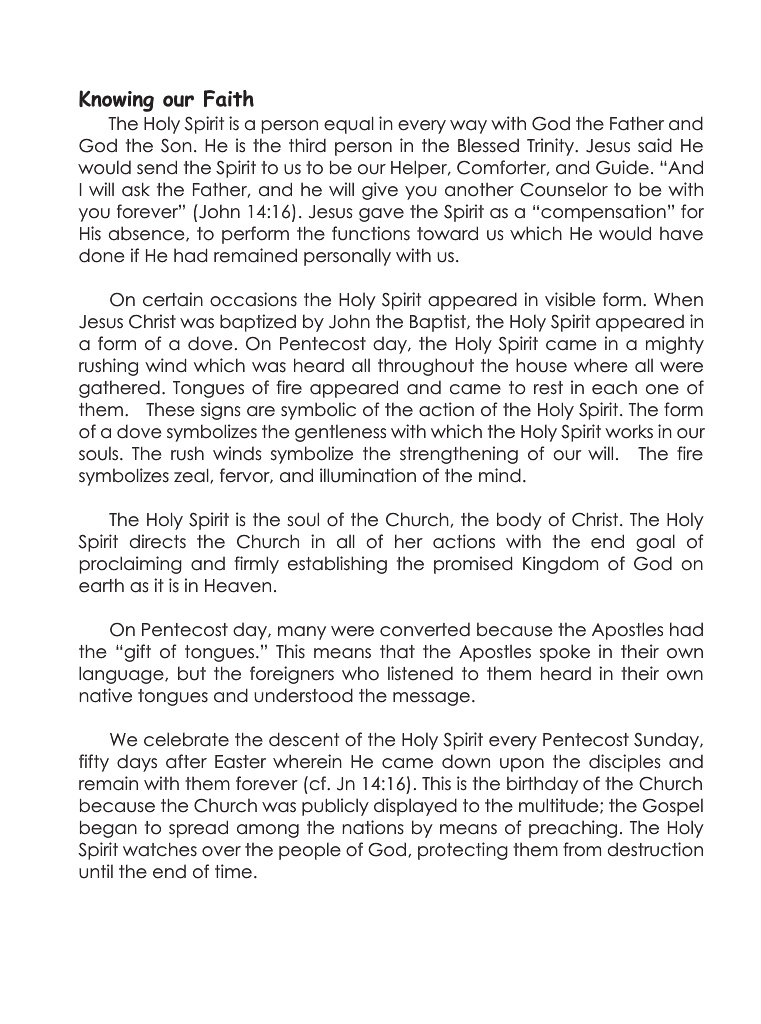 Knowing our Faith
The Holy Spirit is a person equal in every way with God the Father and
God the Son. He is the third person in the Blessed Trinity. Jesus said He
would send the Spirit to us to be our Helper, Comforter, and Guide. “And
I will ask the Father, and he will give you another Counselor to be with
you forever” (John 14:16). Jesus gave the Spirit as a “compensation” for
His absence, to perform the functions toward us which He would have
done if He had remained personally with us.
On certain occasions the Holy Spirit appeared in visible form. When
Jesus Christ was baptized by John the Baptist, the Holy Spirit appeared in
a form of a dove. On Pentecost day, the Holy Spirit came in a mighty
rushing wind which was heard all throughout the house where all were
gathered. Tongues of fire appeared and came to rest in each one of
them. These signs are symbolic of the action of the Holy Spirit. The form
of a dove symbolizes the gentleness with which the Holy Spirit works in our
souls. The rush winds symbolize the strengthening of our will. The fire
symbolizes zeal, fervor, and illumination of the mind.
The Holy Spirit is the soul of the Church, the body of Christ. The Holy
Spirit directs the Church in all of her actions with the end goal of
proclaiming and firmly establishing the promised Kingdom of God on
earth as it is in Heaven.
On Pentecost day, many were converted because the Apostles had
the “gift of tongues.” This means that the Apostles spoke in their own
language, but the foreigners who listened to them heard in their own
native tongues and understood the message.
We celebrate the descent of the Holy Spirit every Pentecost Sunday,
fifty days after Easter wherein He came down upon the disciples and
remain with them forever (cf. Jn 14:16). This is the birthday of the Church
because the Church was publicly displayed to the multitude; the Gospel
began to spread among the nations by means of preaching. The Holy
Spirit watches over the people of God, protecting them from destruction
until the end of time.